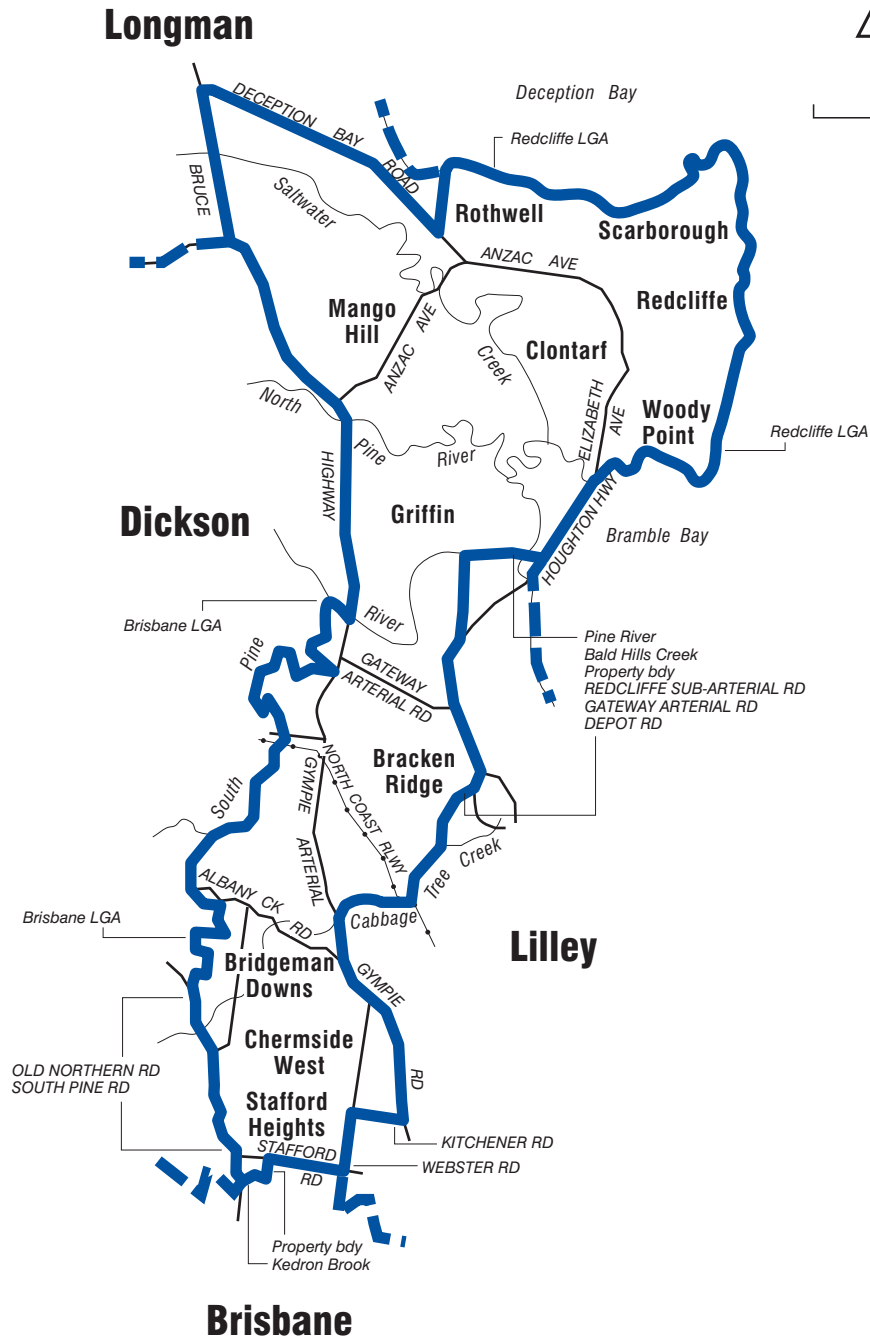 Longman
DECEPTION BAY ROAD
Deception Bay
Redcliffe LGA
BRUCE
Saltwater
Rothwell
Scarborough
ANZAC AVE
Redcliffe
Mango
Hill
ANZAC AVE
Creek
Clontarf
North
Pine
River
ELIZABETH
AVE
Woody
Point
Redcliffe LGA
HIGHWAY
Dickson
Griffin
HOUGHTON HWY
Bramble Bay
Brisbane LGA
River
Pine
GATEWAY
ARTERIAL RD
Pine River
Bald Hills Creek
Property bdy
REDCLIFFE SUB-ARTERIAL RD
GATEWAY ARTERIAL RD
DEPOT RD
Bracken
Ridge
South
GYMPIE
ARTERIAL
RD
NORTH COAST RLWY
Tree
Creek
ALBANY CK
Cabbage
Brisbane LGA
Lilley
Bridgeman
Downs
GYMPIE
RD
Chermside
West
OLD NORTHERN RD
SOUTH PINE RD
Stafford
Heights
KITCHENER RD
STAFFORD
RD
WEBSTER RD
Property bdy
Kedron Brook
Brisbane